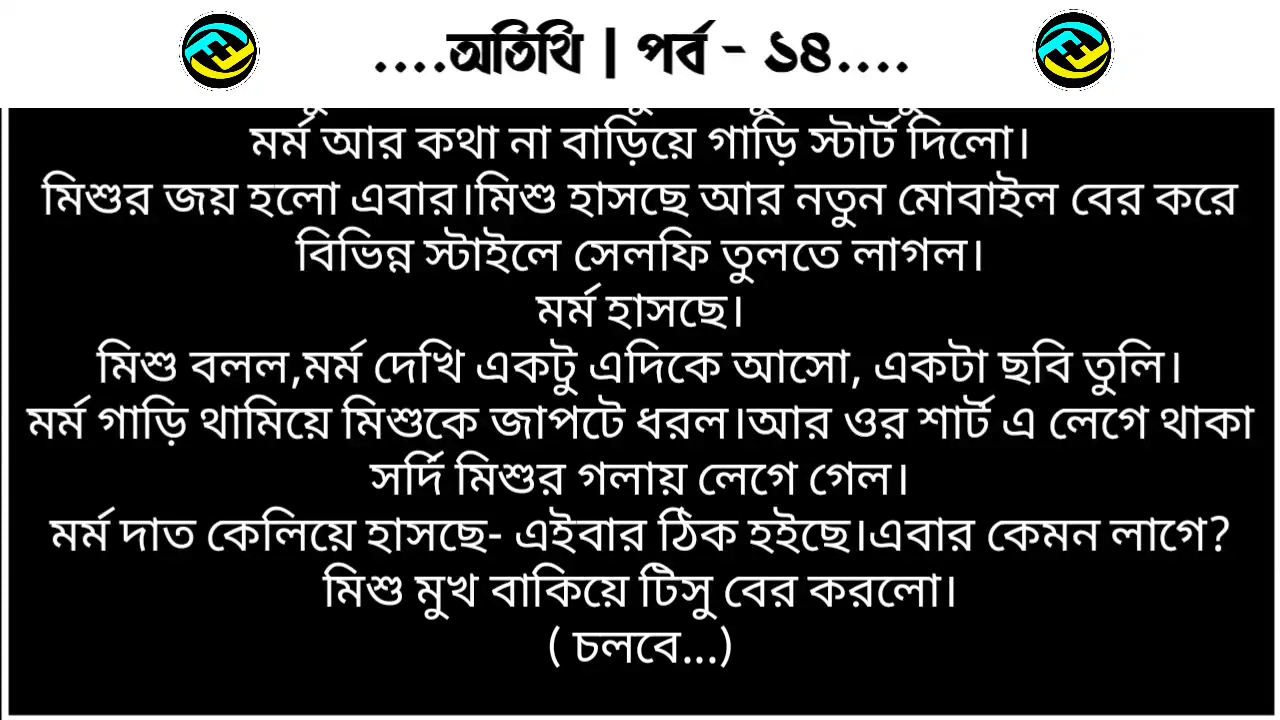 ....অতিথি | পর্ব - ১৪....
মর্ম আর কথা না বাড়িয়ে গাড়ি স্টার্ট দিলো।
মিশুর জয় হলো এবার।মিশু হাসছে আর নতুন মোবাইল বের করে
বিভিন্ন স্টাইলে সেলফি তুলতে লাগল।
মর্ম হাসছে।
মিশু বলল,মর্ম দেখি একটু এদিকে আসো, একটা ছবি তুলি।
মর্ম গাড়ি থামিয়ে মিশুকে জাপটে ধরল।আর ওর শার্ট এ লেগে থাকা
সর্দি মিশুর গলায় লেগে গেল।
মর্ম দাত কেলিয়ে হাসছে- এইবার ঠিক হইছে।এবার কেমন লাগে?
মিশু মুখ বাকিয়ে টিসু বের করলো।
( চলবে...)